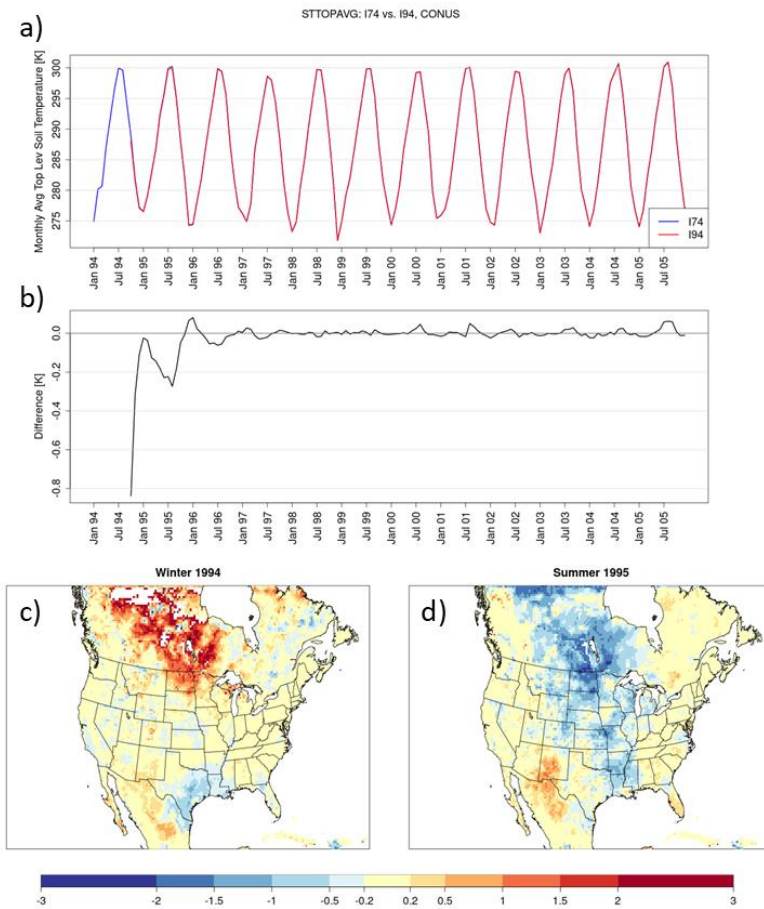 STTOPAVG: I74 vs. I94, CONUS
a)
Monthly Avg Top Lev Soil Temperature [K]
300
295
290
285
280
275
I74
I94
Jan 94
Jul 94
Jan 95
Jul 95
Jan 96
Jul 96
Jan 97
Jul 97
Jan 98
Jul 98
Jan 99
Jul 99
Jan 00
Jul 00
Jan 01
Jul 01
Jan 02
Jul 02
Jan 03
Jul 03
Jan 04
Jul 04
Jan 05
Jul 05
b)
Difference [K]
0.0
-0.2
-0.4
-0.6
-0.8
Jan 94
Jul 94
Jan 95
Jul 95
Jan 96
Jul 96
Jan 97
Jul 97
Jan 98
Jul 98
Jan 99
Jul 99
Jan 00
Jul 00
Jan 01
Jul 01
Jan 02
Jul 02
Jan 03
Jul 03
Jan 04
Jul 04
Jan 05
Jul 05
Winter 1994
c)
Summer 1995
d)
-3 -2 -1.5 -1 -0.5 -0.2 0.2 0.5 1 1.5 2 3